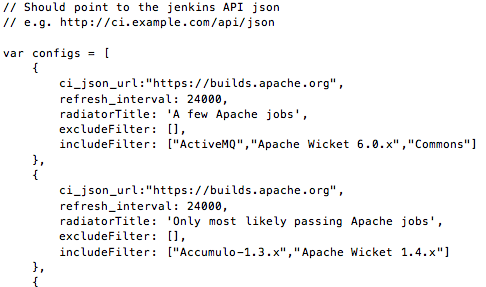 // Should point to the jenkins API json
// e.g. http://ci.example.com/api/json

var configs = [
    {
        ci_json_url:"https://builds.apache.org",
        refresh_interval: 24000,
        radiatorTitle: 'A few Apache jobs',
        excludeFilter: [],
        includeFilter: ["ActiveMQ","Apache Wicket 6.0.x","Commons"]
    },
    {
        ci_json_url:"https://builds.apache.org",
        refresh_interval: 24000,
        radiatorTitle: 'Only most likely passing Apache jobs',
        excludeFilter: [],
        includeFilter: ["Accumulo-1.3.x","Apache Wicket 1.4.x"]
    },
    {